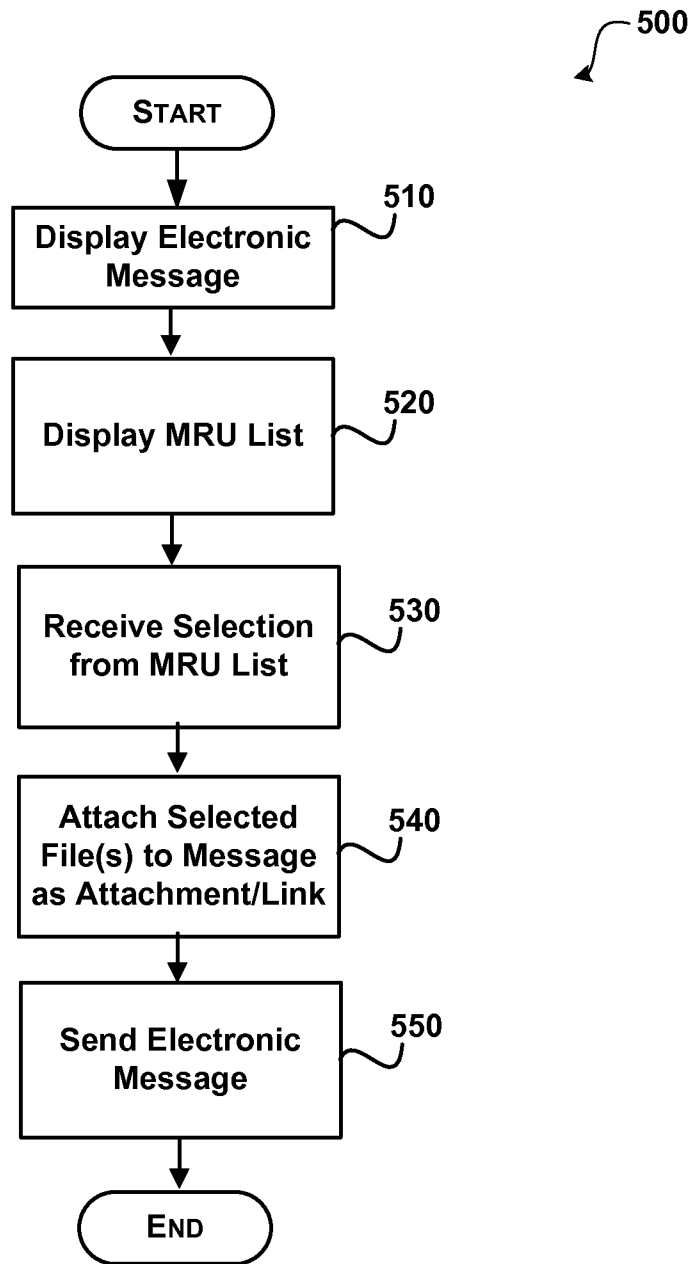 500
START
510
Display Electronic
Message
520
Display MRU List
530
Receive Selection
from MRU List
540
Attach Selected
File(s) to Message
as Attachment/Link
550
Send Electronic
Message
END